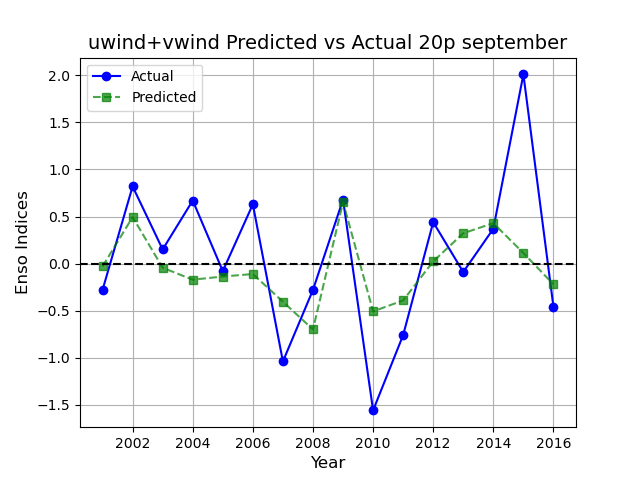 uwind+vwind Predicted vs Actual 20p september
Actual
Predicted
2.0
1.5
1.0
0.5
0.0
−0.5
−1.0
−1.5
Enso Indices
2002 2004 2006 2008 2010 2012 2014 2016
Year